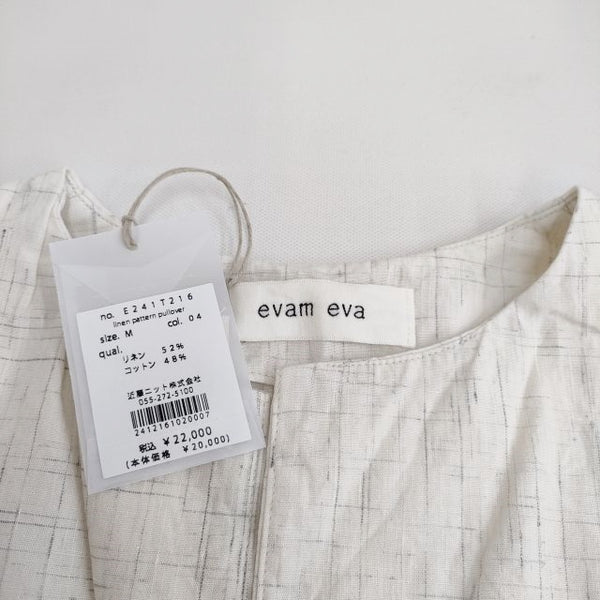 no. E241T216
linen pattern pullover
size. M col. 04
qual.
リネン 52%
コットン 48%
近藤ニット株式会社
055-272-5100
2412161020007
税込 ￥22,000
(本体価格 ￥20,000)
evam eva